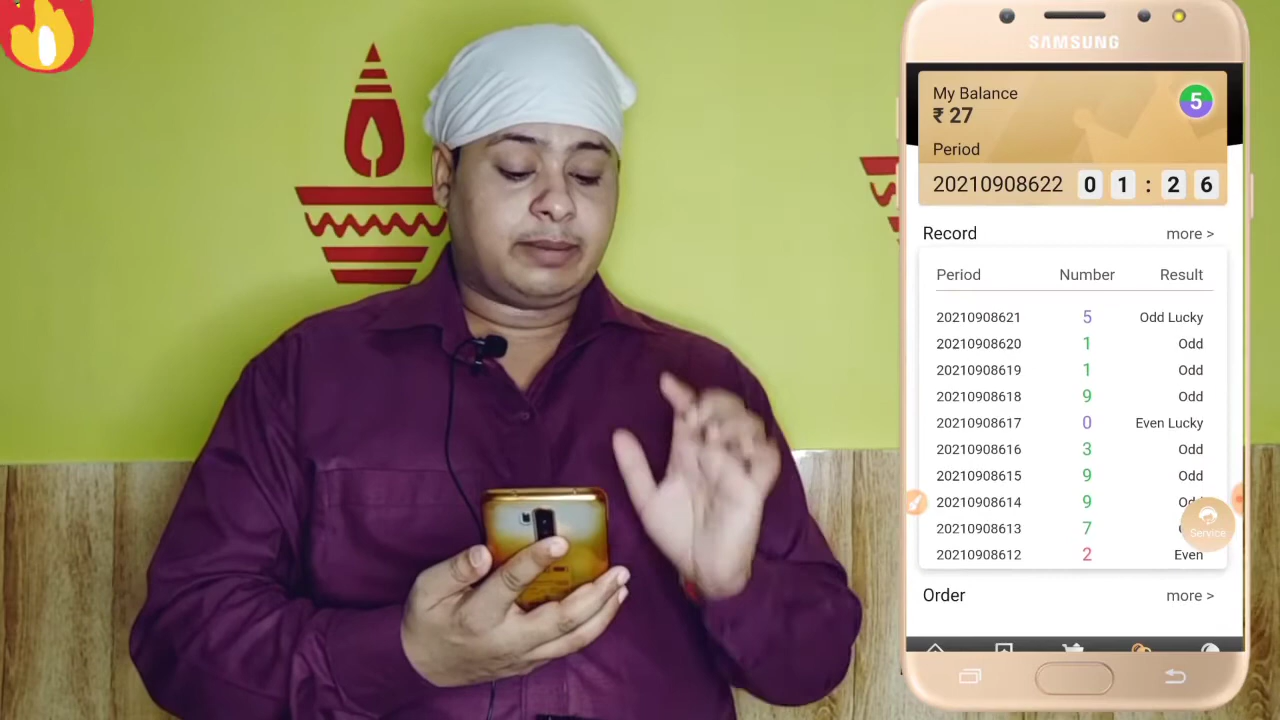 SAMSUNG
My Balance
₹ 27
5
Period
20210908622 0 1 : 2 6
Record more >
Period Number Result
20210908621 5 Odd Lucky
20210908620 1 Odd
20210908619 1 Odd
20210908618 9 Odd
20210908617 0 Even Lucky
20210908616 3 Odd
20210908615 9 Odd
20210908614 9
20210908613 7
Service
20210908612 2 Even
Order more >